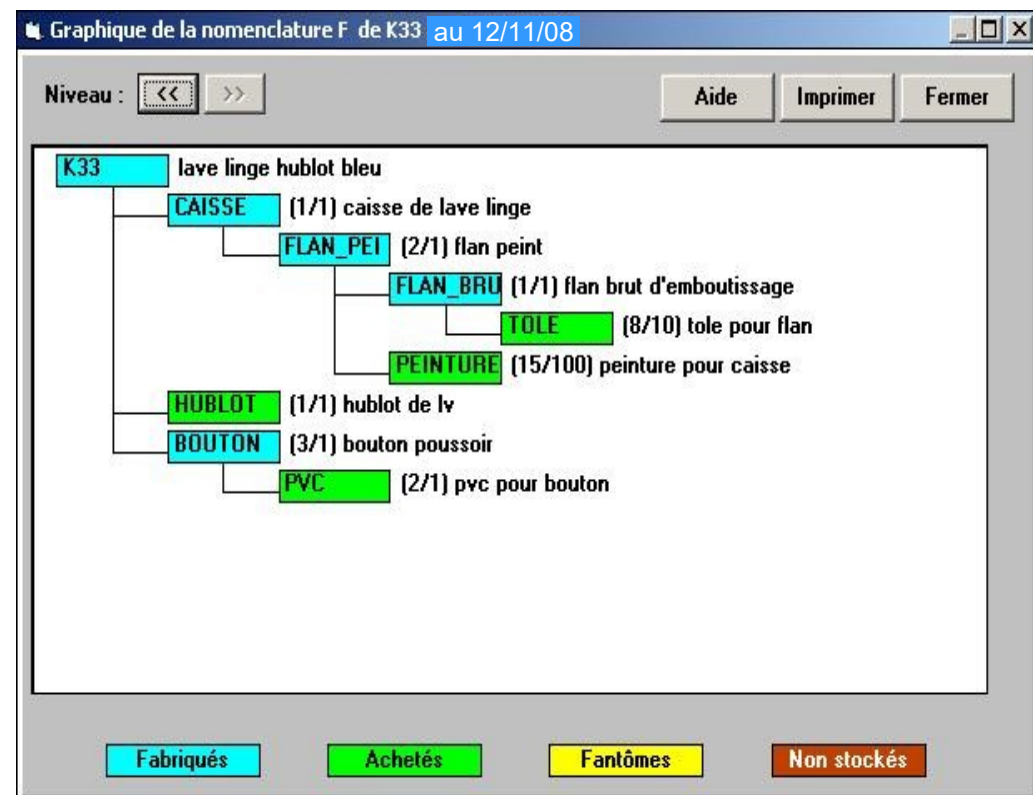 Graphique de la nomenclature F de K33 au 12/11/08
Niveau : << >> Aide Imprimer Fermer
K33 lave linge hublot bleu
CAISSE (1/1) caisse de lave linge
FLAN_PEI (2/1) flan peint
FLAN_BRU (1/1) flan brut d'emboutissage
TOLE (8/10) tole pour flan
PEINTURE (15/100) peinture pour caisse
HUBLOT (1/1) hublot de lv
BOUTON (3/1) bouton poussoir
PVC (2/1) pvc pour bouton
Fabriqués Achetés Fantômes Non stockés